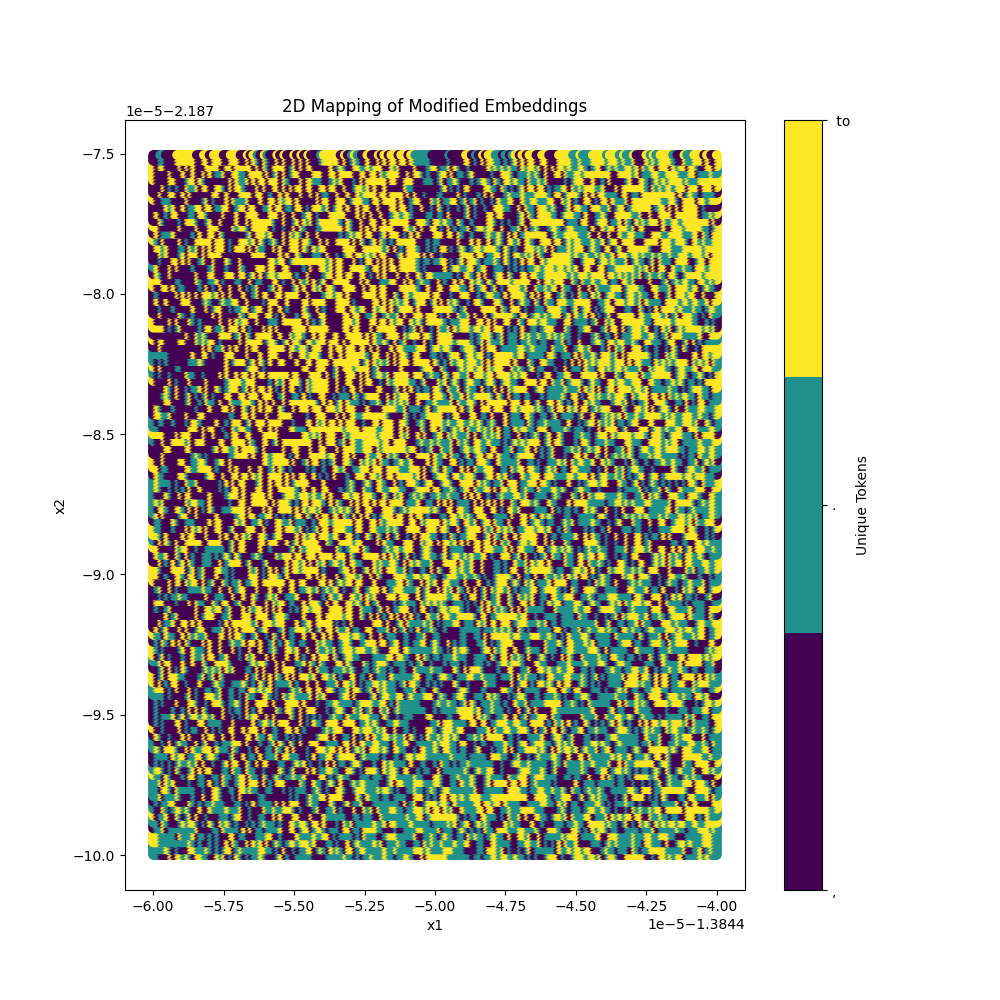 2D Mapping of Modified Embeddings
1e−5−2.187
−7.5
−8.0
−8.5
−9.0
−9.5
−10.0
x2
−6.00 −5.75 −5.50 −5.25 −5.00 −4.75 −4.50 −4.25 −4.00
x1
1e−5−1.3844
to
.
,
Unique Tokens